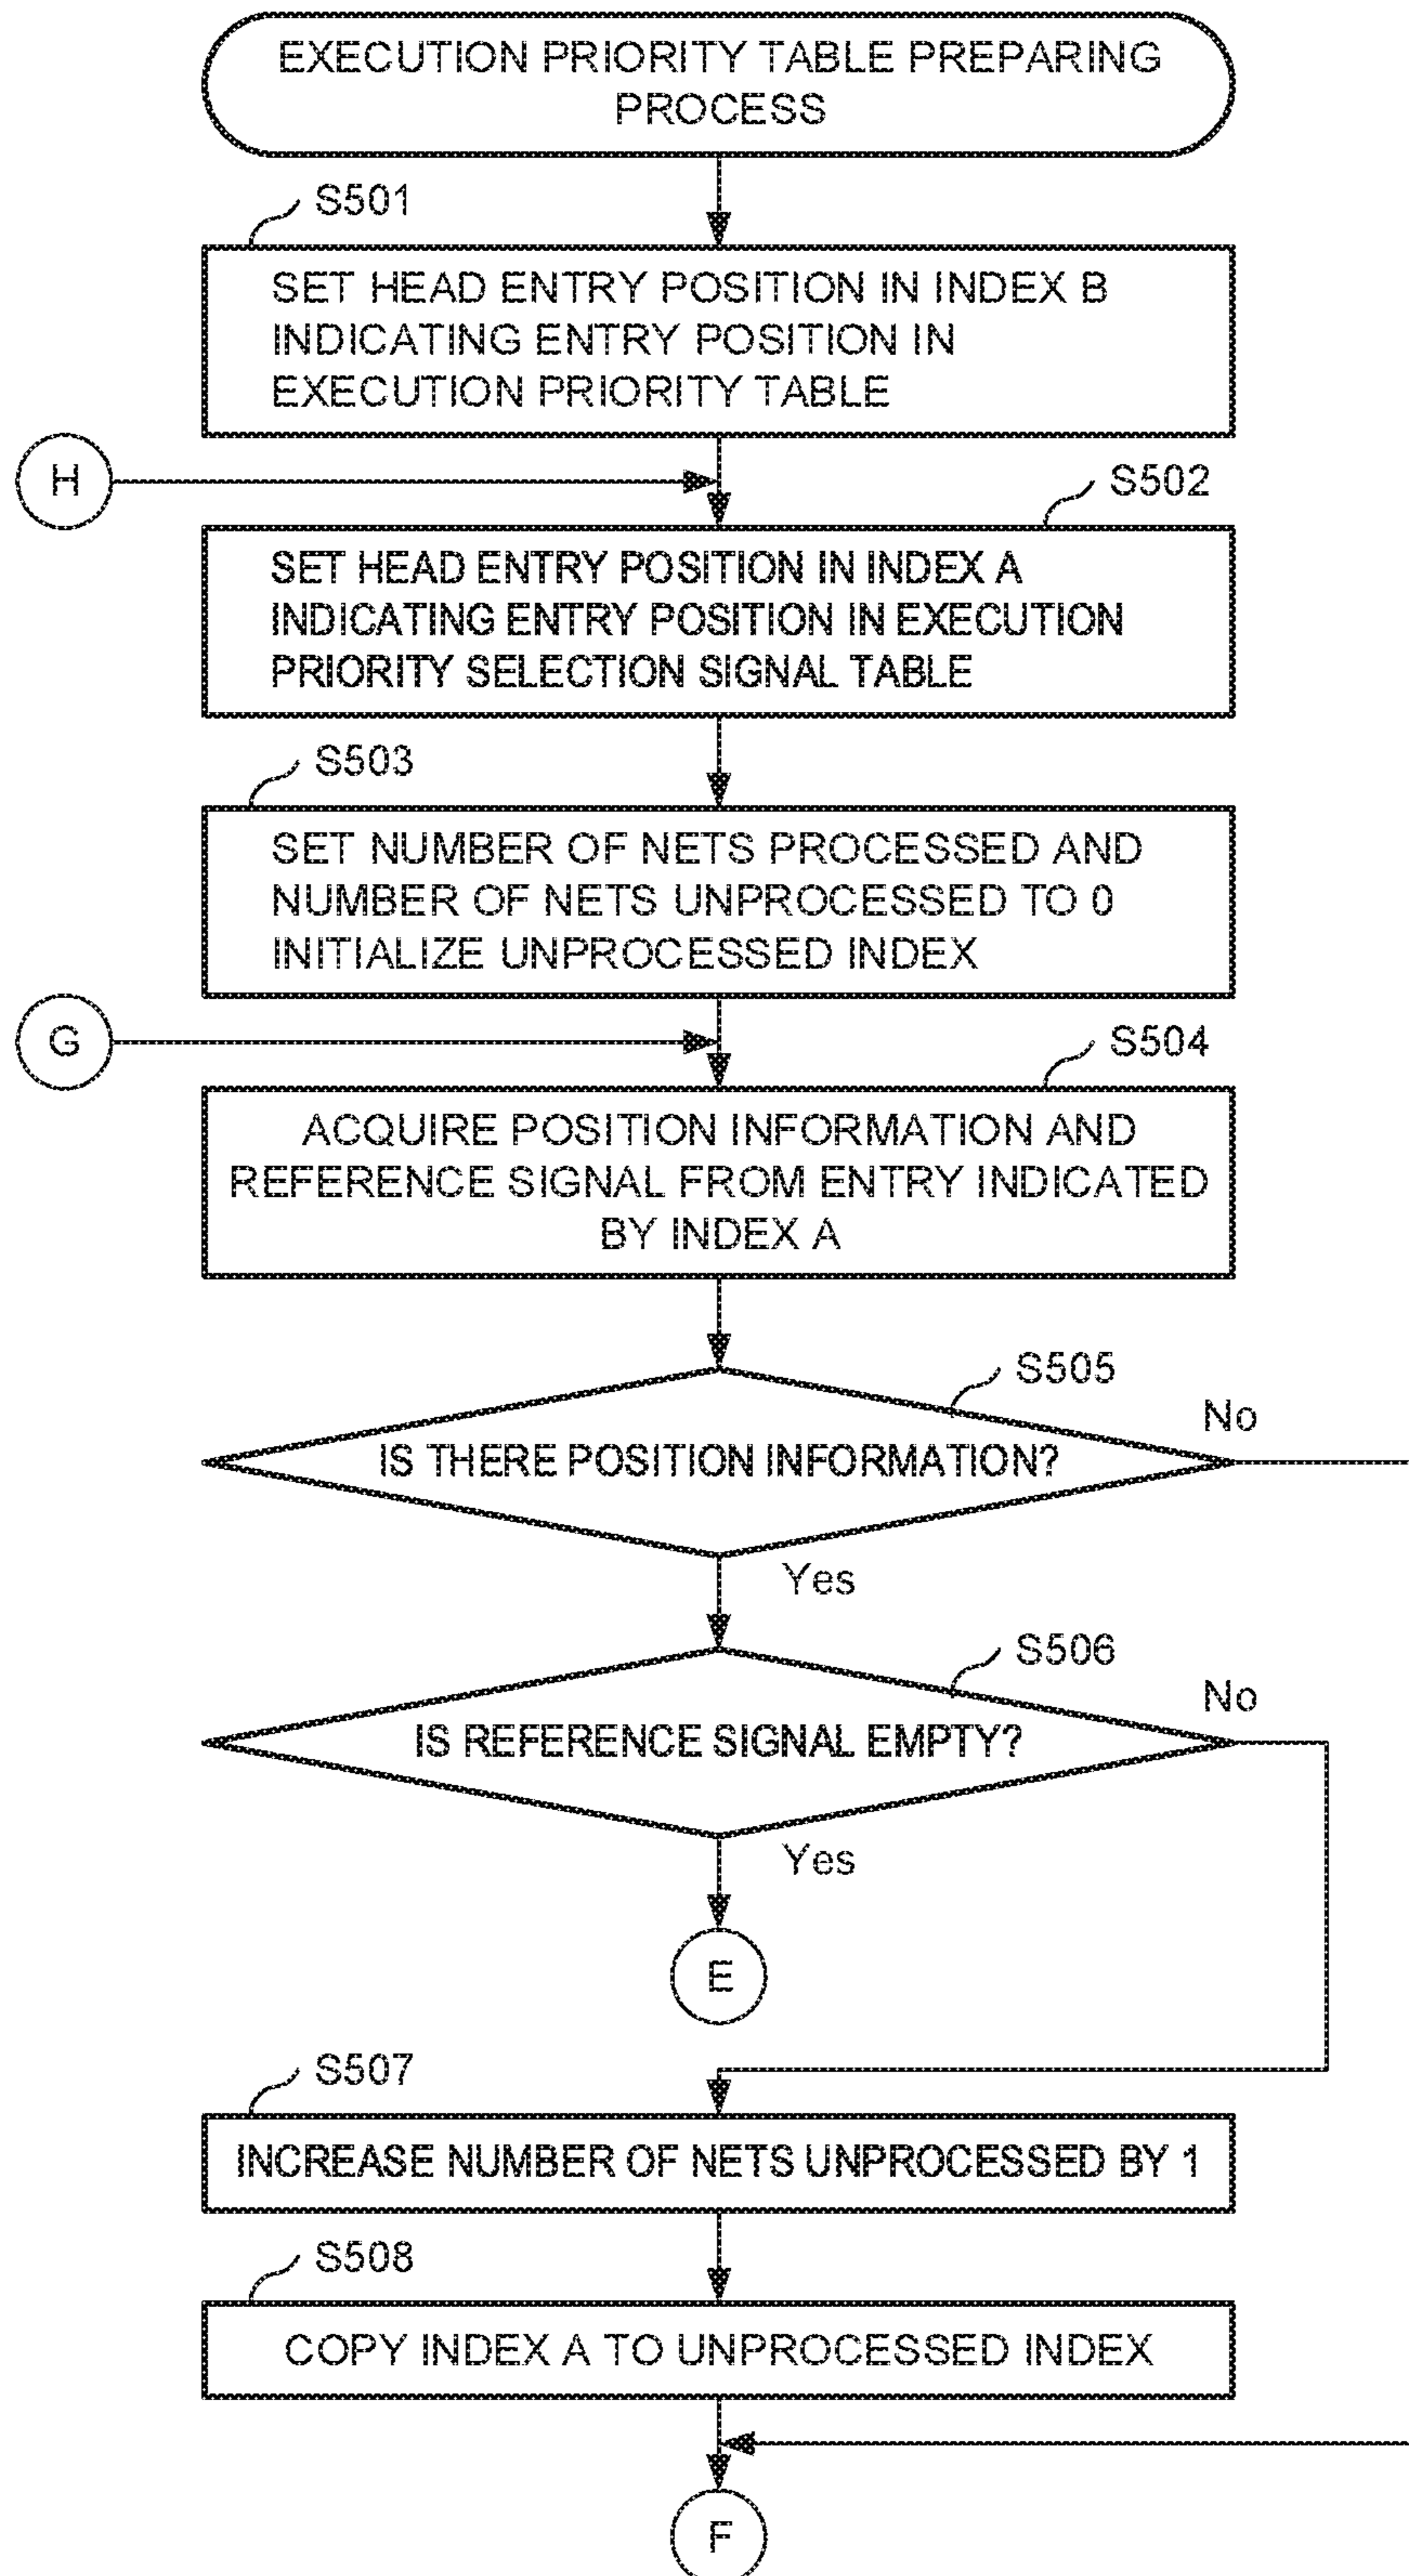 EXECUTION PRIORITY TABLE PREPARING
PROCESS
S501
SET HEAD ENTRY POSITION IN INDEX B
INDICATING ENTRY POSITION IN
EXECUTION PRIORITY TABLE
H
S502
SET HEAD ENTRY POSITION IN INDEX A
INDICATING ENTRY POSITION IN EXECUTION
PRIORITY SELECTION SIGNAL TABLE
S503
SET NUMBER OF NETS PROCESSED AND
NUMBER OF NETS UNPROCESSED TO 0
INITIALIZE UNPROCESSED INDEX
G
S504
ACQUIRE POSITION INFORMATION AND
REFERENCE SIGNAL FROM ENTRY INDICATED
BY INDEX A
S505
No
IS THERE POSITION INFORMATION?
Yes
S506
No
IS REFERENCE SIGNAL EMPTY?
Yes
E
S507
INCREASE NUMBER OF NETS UNPROCESSED BY 1
S508
COPY INDEX A TO UNPROCESSED INDEX
F